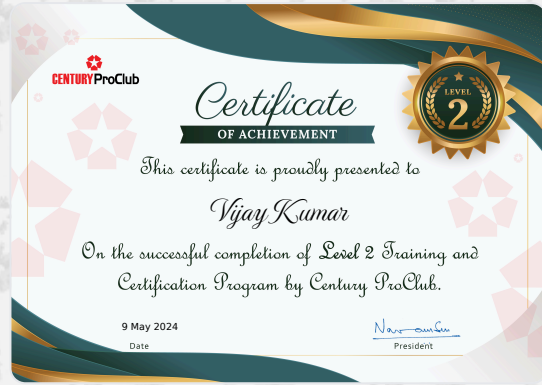 CENTURY ProClub
Certificate
OF ACHIEVEMENT
LEVEL
2
This certificate is proudly presented to
Vijay Kumar
On the successful completion of Level 2 Training and
Certification Program by Century ProClub.
9 May 2024
Date
President